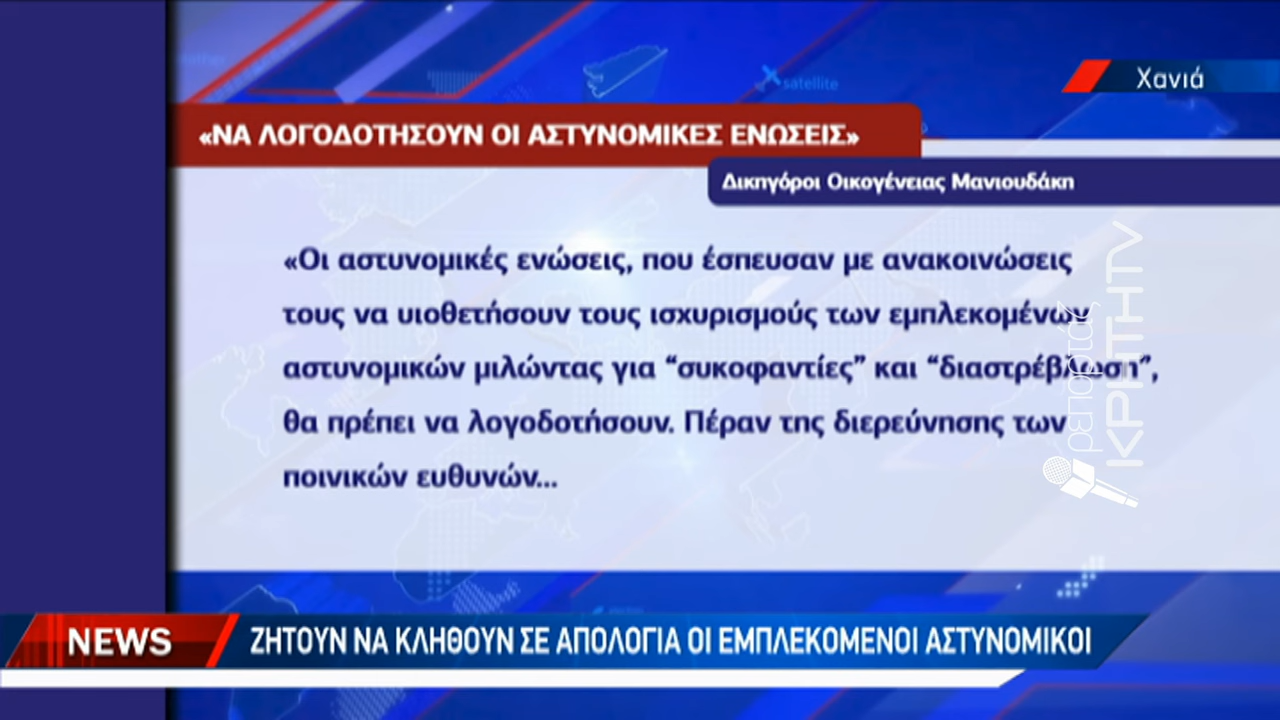 Χανιά
«ΝΑ ΛΟΓΟΔΟΤΗΣΟΥΝ ΟΙ ΑΣΤΥΝΟΜΙΚΕΣ ΕΝΩΣΕΙΣ»
Δικηγόροι Οικογένειας Μανιουδάκη
«Οι αστυνομικές ενώσεις, που έσπευσαν με ανακοινώσεις
τους να υιοθετήσουν τους ισχυρισμούς των εμπλεκομένων
αστυνομικών μιλώντας για “συκοφαντίες” και “διαστρέβλωση”,
θα πρέπει να λογοδοτήσουν. Πέραν της διερεύνησης των
ποινικών ευθυνών...
ρεπορτάζ
ΚΡΗΤΗTV
satellite
NEWS
ΖΗΤΟΥΝ ΝΑ ΚΛΗΘΟΥΝ ΣΕ ΑΠΟΛΟΓΙΑ ΟΙ ΕΜΠΛΕΚΟΜΕΝΟΙ ΑΣΤΥΝΟΜΙΚΟΙ